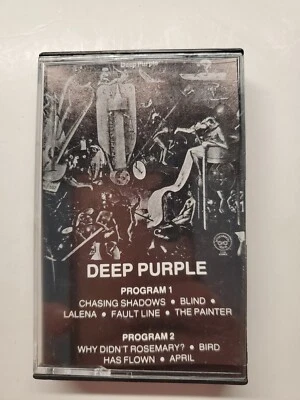 DEEP PURPLE
PROGRAM 1
CHASING SHADOWS • BLIND •
LALENA • FAULT LINE • THE PAINTER
PROGRAM 2
WHY DIDN'T ROSEMARY? • BIRD
HAS FLOWN • APRIL